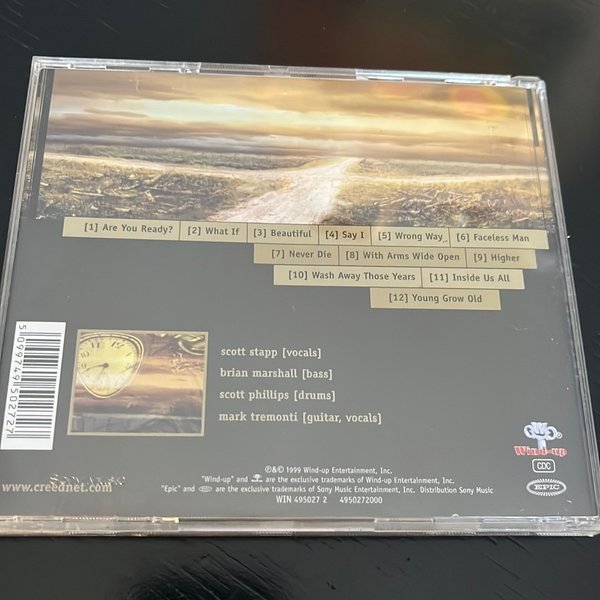 [1] Are You Ready? [2] What If [3] Beautiful [4] Say I [5] Wrong Way [6] Faceless Man
[7] Never Die [8] With Arms Wide Open [9] Higher
[10] Wash Away Those Years [11] Inside Us All
[12] Young Grow Old
5099749502727
scott stapp [vocals]
brian marshall [bass]
scott phillips [drums]
mark tremonti [guitar, vocals]
Wind-up
CDC
EPIC
℗&© 1999 Wind-up Entertainment, Inc.
"Wind-up" and are the exclusive trademarks of Wind-up Entertainment, Inc.
"Epic" and are the exclusive trademarks of Sony Music Entertainment, Inc. Distribution Sony Music
WIN 495027 2 4950272000
www.creednet.com